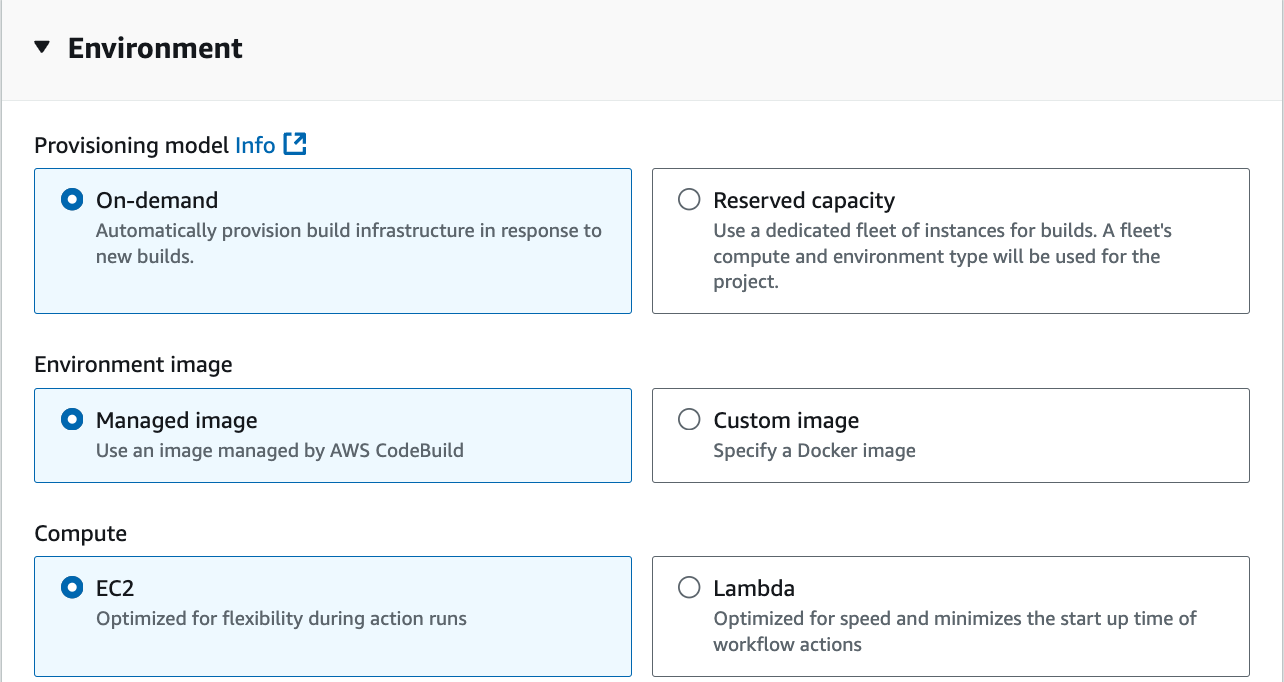 Environment
Provisioning model Info
On-demand
Automatically provision build infrastructure in response to
new builds.
Reserved capacity
Use a dedicated fleet of instances for builds. A fleet's
compute and environment type will be used for the
project.
Environment image
Managed image
Use an image managed by AWS CodeBuild
Custom image
Specify a Docker image
Compute
EC2
Optimized for flexibility during action runs
Lambda
Optimized for speed and minimizes the start up time of
workflow actions